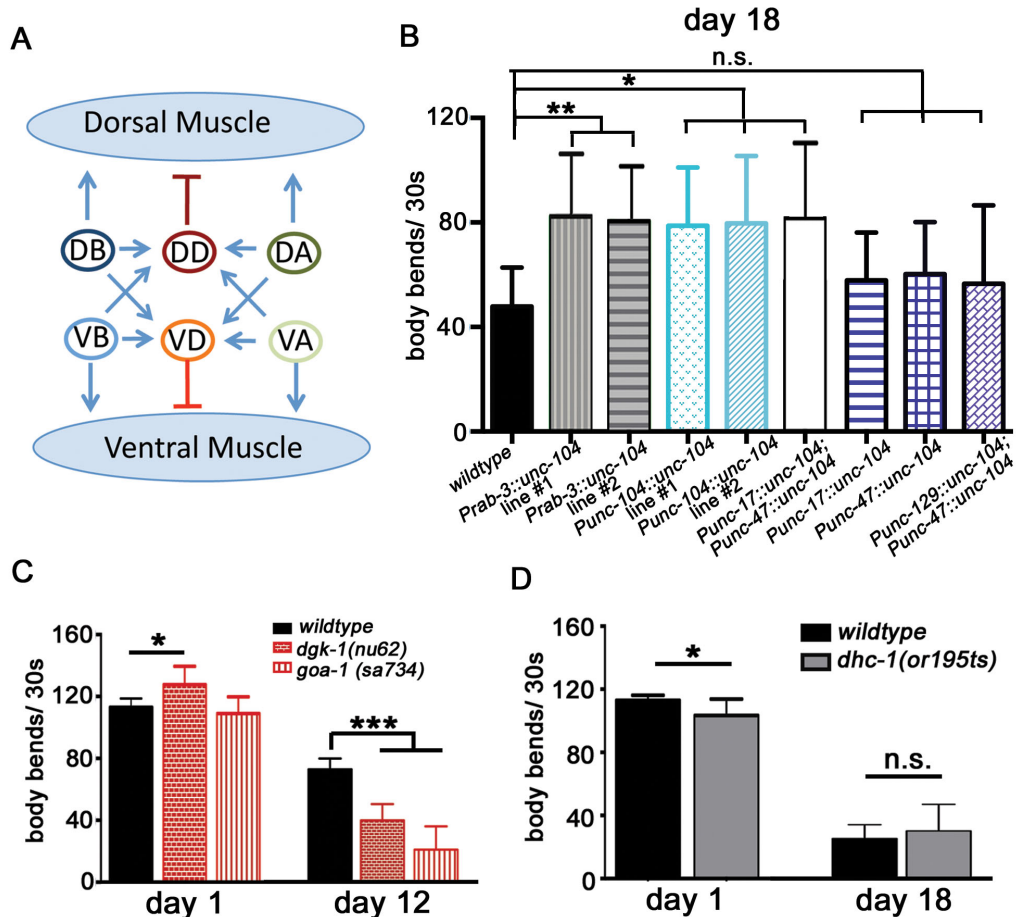 A
Dorsal Muscle
DB
DD
DA
VB
VD
VA
Ventral Muscle
B
day 18
n.s.
*
**
body bends/ 30s
120
80
40
0
wildtype
Prab-3::unc-104
line #1
Prab-3::unc-104
line #2
Punc-104::unc-104
line #1
Punc-104::unc-104
line #2
Punc-17::unc-104;
Punc-47::unc-104
Punc-17::unc-104
Punc-47::unc-104
Punc-129::unc-104;
Punc-47::unc-104
C
body bends/ 30s
160
120
80
40
0
*
***
wildtype
dgk-1(nu62)
goa-1 (sa734)
day 1
day 12
D
body bends/ 30s
160
120
80
40
0
*
n.s.
wildtype
dhc-1(or195ts)
day 1
day 18